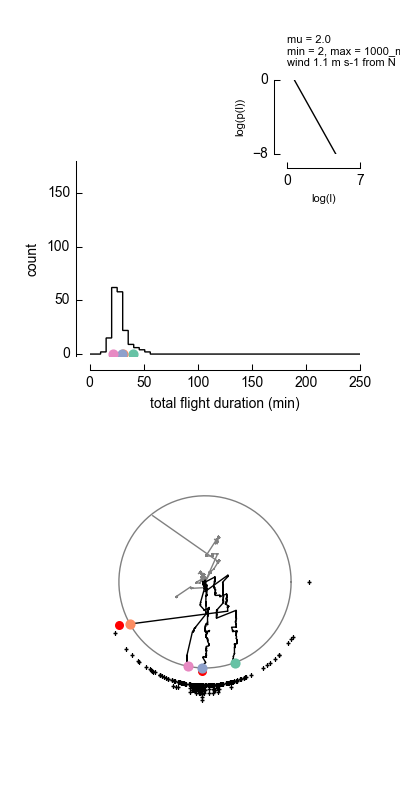 mu = 2.0
min = 2, max = 1000_m
wind 1.1 m s-1 from N
0
log(p(l))
−8
0 7
log(l)
150
100
count
50
0
0 50 100 150 200 250
total flight duration (min)